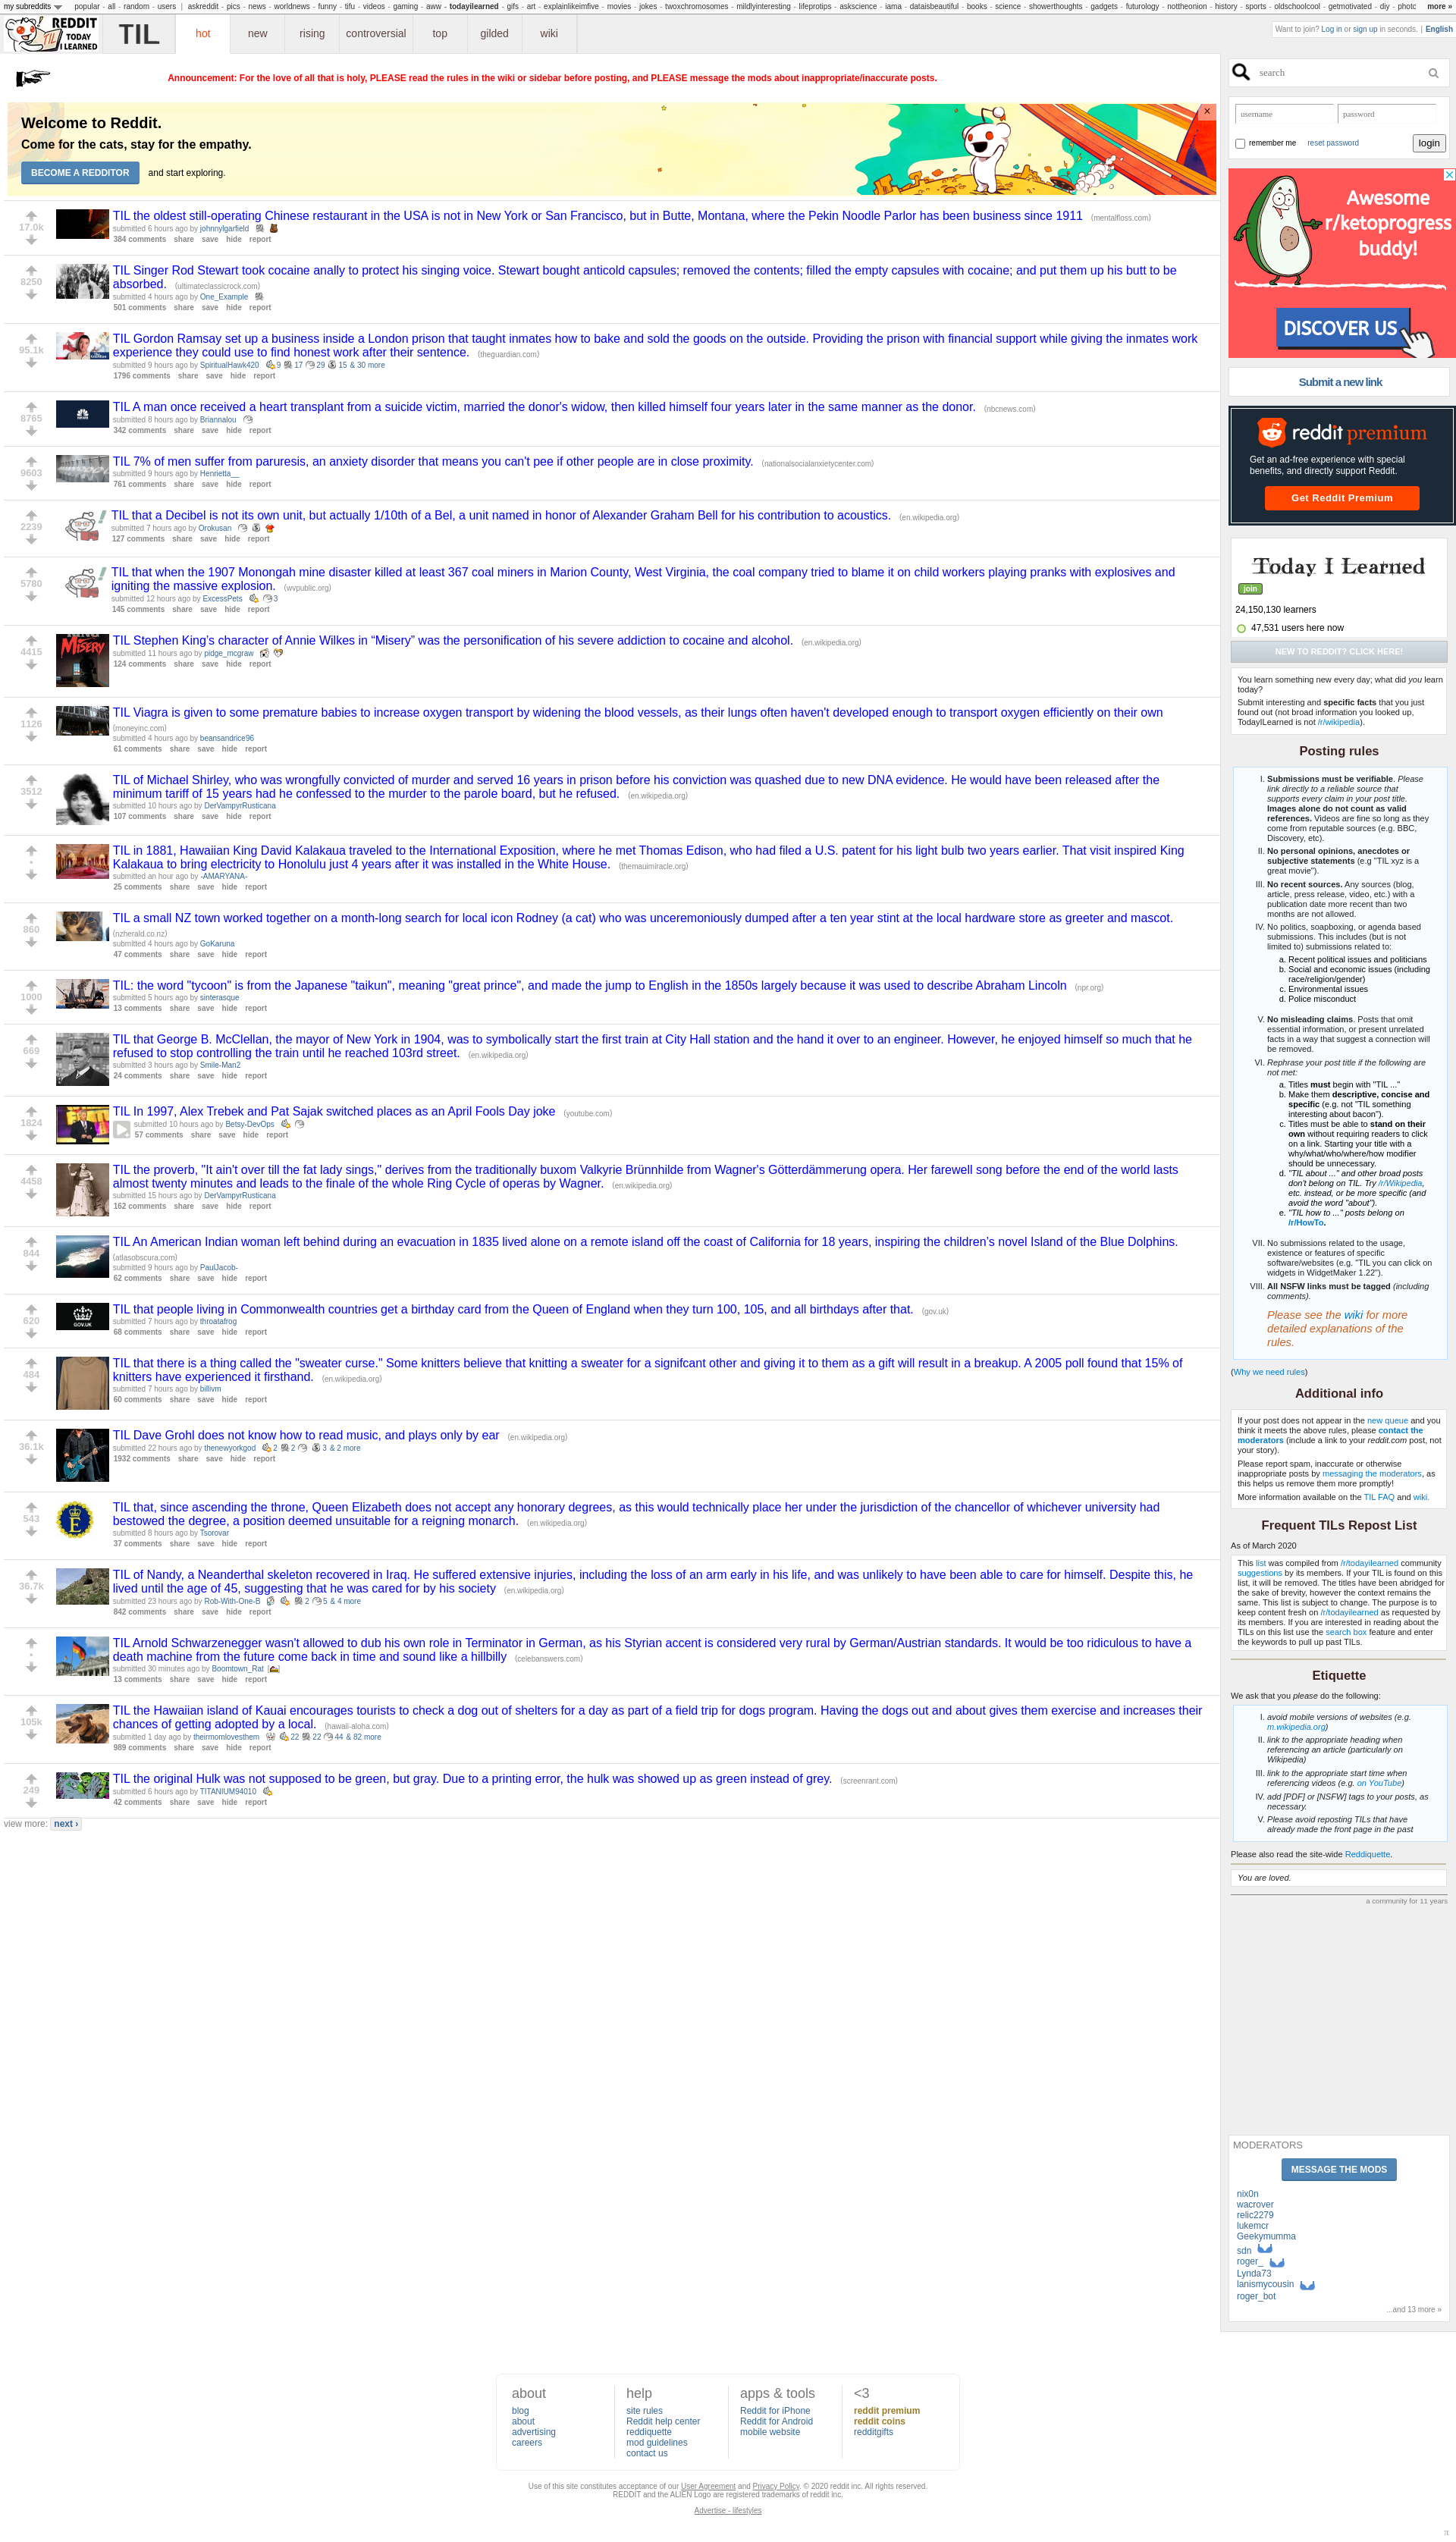 my subreddits popular - all - random - users | askreddit - pics - news - worldnews - funny - tifu - videos - gaming - aww - todayilearned - gifs - art - explainlikeimfive - movies - jokes - twoxchromosomes - mildlyinteresting - lifeprotips - askscience - iama - dataisbeautiful - books - science - showerthoughts - gadgets - futurology - nottheonion - history - sports - oldschoolcool - getmotivated - diy - photc more »
REDDIT
TODAY
I LEARNED
TIL hot new rising controversial top gilded wiki
Want to join? Log in or sign up in seconds. | English
Announcement: For the love of all that is holy, PLEASE read the rules in the wiki or sidebar before posting, and PLEASE message the mods about inappropriate/inaccurate posts.
Welcome to Reddit.
Come for the cats, stay for the empathy.
BECOME A REDDITOR and start exploring.
×
17.0k
TIL the oldest still-operating Chinese restaurant in the USA is not in New York or San Francisco, but in Butte, Montana, where the Pekin Noodle Parlor has been business since 1911 (mentalfloss.com)
submitted 6 hours ago by johnnylgarfield
384 comments share save hide report
8250
TIL Singer Rod Stewart took cocaine anally to protect his singing voice. Stewart bought anticold capsules; removed the contents; filled the empty capsules with cocaine; and put them up his butt to be
absorbed. (ultimateclassicrock.com)
submitted 4 hours ago by One_Example
501 comments share save hide report
95.1k
TIL Gordon Ramsay set up a business inside a London prison that taught inmates how to bake and sold the goods on the outside. Providing the prison with financial support while giving the inmates work
experience they could use to find honest work after their sentence. (theguardian.com)
submitted 9 hours ago by SpiritualHawk420 9 17 29 15 & 30 more
1796 comments share save hide report
8765
TIL A man once received a heart transplant from a suicide victim, married the donor's widow, then killed himself four years later in the same manner as the donor. (nbcnews.com)
submitted 8 hours ago by Briannalou
342 comments share save hide report
9603
TIL 7% of men suffer from paruresis, an anxiety disorder that means you can't pee if other people are in close proximity. (nationalsocialanxietycenter.com)
submitted 9 hours ago by Henrietta__
761 comments share save hide report
2239
TIL that a Decibel is not its own unit, but actually 1/10th of a Bel, a unit named in honor of Alexander Graham Bell for his contribution to acoustics. (en.wikipedia.org)
submitted 7 hours ago by Orokusan
127 comments share save hide report
5780
TIL that when the 1907 Monongah mine disaster killed at least 367 coal miners in Marion County, West Virginia, the coal company tried to blame it on child workers playing pranks with explosives and
igniting the massive explosion. (wvpublic.org)
submitted 12 hours ago by ExcessPets 3
145 comments share save hide report
4415
MISERY
TIL Stephen King's character of Annie Wilkes in “Misery” was the personification of his severe addiction to cocaine and alcohol. (en.wikipedia.org)
submitted 11 hours ago by pidge_mcgraw
124 comments share save hide report
1126
TIL Viagra is given to some premature babies to increase oxygen transport by widening the blood vessels, as their lungs often haven't developed enough to transport oxygen efficiently on their own
(moneyinc.com)
submitted 4 hours ago by beansandrice96
61 comments share save hide report
3512
TIL of Michael Shirley, who was wrongfully convicted of murder and served 16 years in prison before his conviction was quashed due to new DNA evidence. He would have been released after the
minimum tariff of 15 years had he confessed to the murder to the parole board, but he refused. (en.wikipedia.org)
submitted 10 hours ago by DerVampyrRusticana
107 comments share save hide report
•
TIL in 1881, Hawaiian King David Kalakaua traveled to the International Exposition, where he met Thomas Edison, who had filed a U.S. patent for his light bulb two years earlier. That visit inspired King
Kalakaua to bring electricity to Honolulu just 4 years after it was installed in the White House. (themauimiracle.org)
submitted an hour ago by -AMARYANA-
25 comments share save hide report
860
TIL a small NZ town worked together on a month-long search for local icon Rodney (a cat) who was unceremoniously dumped after a ten year stint at the local hardware store as greeter and mascot.
(nzherald.co.nz)
submitted 4 hours ago by GoKaruna
47 comments share save hide report
1000
TIL: the word "tycoon" is from the Japanese "taikun", meaning "great prince", and made the jump to English in the 1850s largely because it was used to describe Abraham Lincoln (npr.org)
submitted 5 hours ago by sinterasque
13 comments share save hide report
669
TIL that George B. McClellan, the mayor of New York in 1904, was to symbolically start the first train at City Hall station and the hand it over to an engineer. However, he enjoyed himself so much that he
refused to stop controlling the train until he reached 103rd street. (en.wikipedia.org)
submitted 3 hours ago by Smile-Man2
24 comments share save hide report
1824
TIL In 1997, Alex Trebek and Pat Sajak switched places as an April Fools Day joke (youtube.com)
submitted 10 hours ago by Betsy-DevOps
57 comments share save hide report
4458
TIL the proverb, "It ain't over till the fat lady sings," derives from the traditionally buxom Valkyrie Brünnhilde from Wagner's Götterdämmerung opera. Her farewell song before the end of the world lasts
almost twenty minutes and leads to the finale of the whole Ring Cycle of operas by Wagner. (en.wikipedia.org)
submitted 15 hours ago by DerVampyrRusticana
162 comments share save hide report
844
TIL An American Indian woman left behind during an evacuation in 1835 lived alone on a remote island off the coast of California for 18 years, inspiring the children's novel Island of the Blue Dolphins.
(atlasobscura.com)
submitted 9 hours ago by PaulJacob-
62 comments share save hide report
620
GOV.UK
TIL that people living in Commonwealth countries get a birthday card from the Queen of England when they turn 100, 105, and all birthdays after that. (gov.uk)
submitted 7 hours ago by throatafrog
68 comments share save hide report
484
TIL that there is a thing called the "sweater curse." Some knitters believe that knitting a sweater for a signifcant other and giving it to them as a gift will result in a breakup. A 2005 poll found that 15% of
knitters have experienced it firsthand. (en.wikipedia.org)
submitted 7 hours ago by billivm
60 comments share save hide report
36.1k
TIL Dave Grohl does not know how to read music, and plays only by ear (en.wikipedia.org)
submitted 22 hours ago by thenewyorkgod 2 2 3 & 2 more
1932 comments share save hide report
543
E
TIL that, since ascending the throne, Queen Elizabeth does not accept any honorary degrees, as this would technically place her under the jurisdiction of the chancellor of whichever university had
bestowed the degree, a position deemed unsuitable for a reigning monarch. (en.wikipedia.org)
submitted 8 hours ago by Tsorovar
37 comments share save hide report
36.7k
TIL of Nandy, a Neanderthal skeleton recovered in Iraq. He suffered extensive injuries, including the loss of an arm early in his life, and was unlikely to have been able to care for himself. Despite this, he
lived until the age of 45, suggesting that he was cared for by his society (en.wikipedia.org)
submitted 23 hours ago by Rob-With-One-B 2 5 & 4 more
842 comments share save hide report
•
TIL Arnold Schwarzenegger wasn't allowed to dub his own role in Terminator in German, as his Styrian accent is considered very rural by German/Austrian standards. It would be too ridiculous to have a
death machine from the future come back in time and sound like a hillbilly (celebanswers.com)
submitted 30 minutes ago by Boomtown_Rat
13 comments share save hide report
105k
TIL the Hawaiian island of Kauai encourages tourists to check a dog out of shelters for a day as part of a field trip for dogs program. Having the dogs out and about gives them exercise and increases their
chances of getting adopted by a local. (hawaii-aloha.com)
submitted 1 day ago by theirmomlovesthem 22 22 44 & 82 more
989 comments share save hide report
249
TIL the original Hulk was not supposed to be green, but gray. Due to a printing error, the hulk was showed up as green instead of grey. (screenrant.com)
submitted 6 hours ago by TITANIUM94010
42 comments share save hide report
view more: next ›
search
username password
remember me reset password login
Awesome
r/ketoprogress
buddy!
DISCOVER US
Submit a new link
reddit premium
Get an ad-free experience with special
benefits, and directly support Reddit.
Get Reddit Premium
Today I Learned
join
24,150,130 learners
47,531 users here now
NEW TO REDDIT? CLICK HERE!
You learn something new every day; what did you learn
today?
Submit interesting and specific facts that you just
found out (not broad information you looked up,
TodayILearned is not /r/wikipedia).
Posting rules
I. Submissions must be verifiable. Please
link directly to a reliable source that
supports every claim in your post title.
Images alone do not count as valid
references. Videos are fine so long as they
come from reputable sources (e.g. BBC,
Discovery, etc).
II. No personal opinions, anecdotes or
subjective statements (e.g "TIL xyz is a
great movie").
III. No recent sources. Any sources (blog,
article, press release, video, etc.) with a
publication date more recent than two
months are not allowed.
IV. No politics, soapboxing, or agenda based
submissions. This includes (but is not
limited to) submissions related to:
a. Recent political issues and politicians
b. Social and economic issues (including
race/religion/gender)
c. Environmental issues
d. Police misconduct
V. No misleading claims. Posts that omit
essential information, or present unrelated
facts in a way that suggest a connection will
be removed.
VI. Rephrase your post title if the following are
not met:
a. Titles must begin with "TIL ..."
b. Make them descriptive, concise and
specific (e.g. not "TIL something
interesting about bacon").
c. Titles must be able to stand on their
own without requiring readers to click
on a link. Starting your title with a
why/what/who/where/how modifier
should be unnecessary.
d. "TIL about ..." and other broad posts
don't belong on TIL. Try /r/Wikipedia,
etc. instead, or be more specific (and
avoid the word "about").
e. "TIL how to ..." posts belong on
/r/HowTo.
VII. No submissions related to the usage,
existence or features of specific
software/websites (e.g. "TIL you can click on
widgets in WidgetMaker 1.22").
VIII. All NSFW links must be tagged (including
comments).
Please see the wiki for more
detailed explanations of the
rules.
(Why we need rules)
Additional info
If your post does not appear in the new queue and you
think it meets the above rules, please contact the
moderators (include a link to your reddit.com post, not
your story).
Please report spam, inaccurate or otherwise
inappropriate posts by messaging the moderators, as
this helps us remove them more promptly!
More information available on the TIL FAQ and wiki.
Frequent TILs Repost List
As of March 2020
This list was compiled from /r/todayilearned community
suggestions by its members. If your TIL is found on this
list, it will be removed. The titles have been abridged for
the sake of brevity, however the context remains the
same. This list is subject to change. The purpose is to
keep content fresh on /r/todayilearned as requested by
its members. If you are interested in reading about the
TILs on this list use the search box feature and enter
the keywords to pull up past TILs.
Etiquette
We ask that you please do the following:
I. avoid mobile versions of websites (e.g.
m.wikipedia.org)
II. link to the appropriate heading when
referencing an article (particularly on
Wikipedia)
III. link to the appropriate start time when
referencing videos (e.g. on YouTube)
IV. add [PDF] or [NSFW] tags to your posts, as
necessary.
V. Please avoid reposting TILs that have
already made the front page in the past
Please also read the site-wide Reddiquette.
You are loved.
a community for 11 years
MODERATORS
MESSAGE THE MODS
nix0n
wacrover
relic2279
lukemcr
Geekymumma
sdn
roger_
Lynda73
lanismycousin
roger_bot
...and 13 more »
about
blog
about
advertising
careers
help
site rules
Reddit help center
reddiquette
mod guidelines
contact us
apps & tools
Reddit for iPhone
Reddit for Android
mobile website
<3
reddit premium
reddit coins
redditgifts
Use of this site constitutes acceptance of our User Agreement and Privacy Policy. © 2020 reddit inc. All rights reserved.
REDDIT and the ALIEN Logo are registered trademarks of reddit inc.
Advertise - lifestyles
π